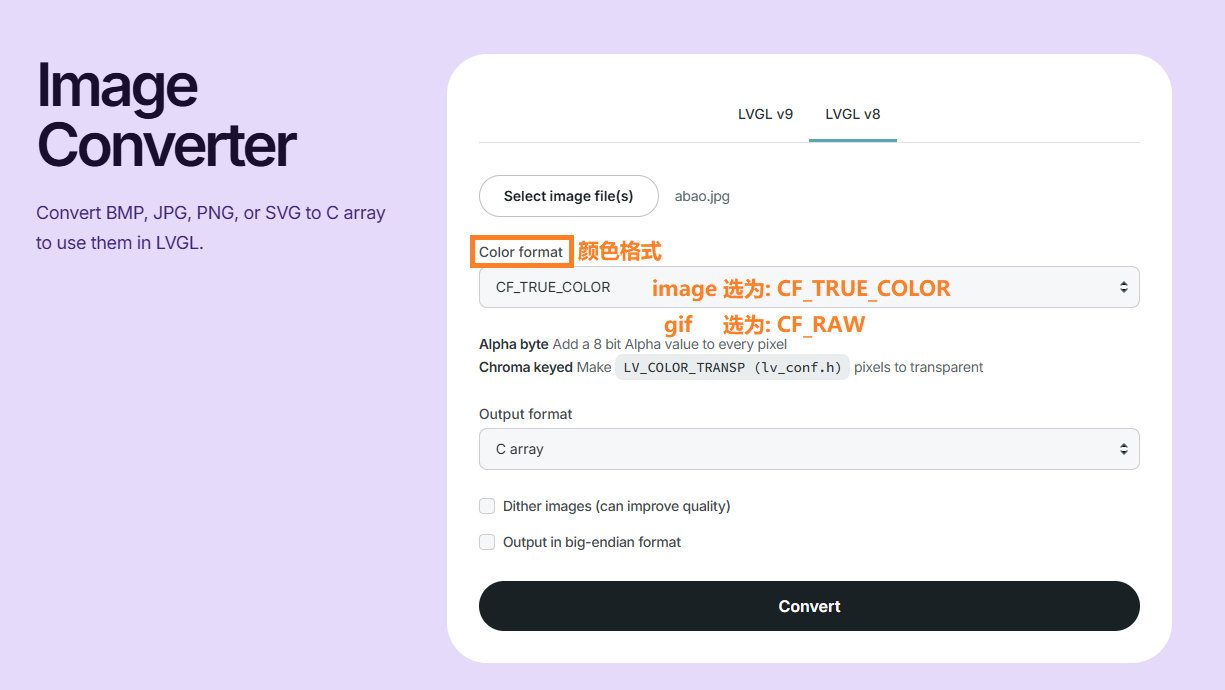 Image
Converter
Convert BMP, JPG, PNG, or SVG to C array
to use them in LVGL.
LVGL v9 LVGL v8
Select image file(s) abao.jpg
Color format 颜色格式
CF_TRUE_COLOR image 选为: CF_TRUE_COLOR
gif 选为: CF_RAW
Alpha byte Add a 8 bit Alpha value to every pixel
Chroma keyed Make LV_COLOR_TRANSP (lv_conf.h) pixels to transparent
Output format
C array
Dither images (can improve quality)
Output in big-endian format
Convert